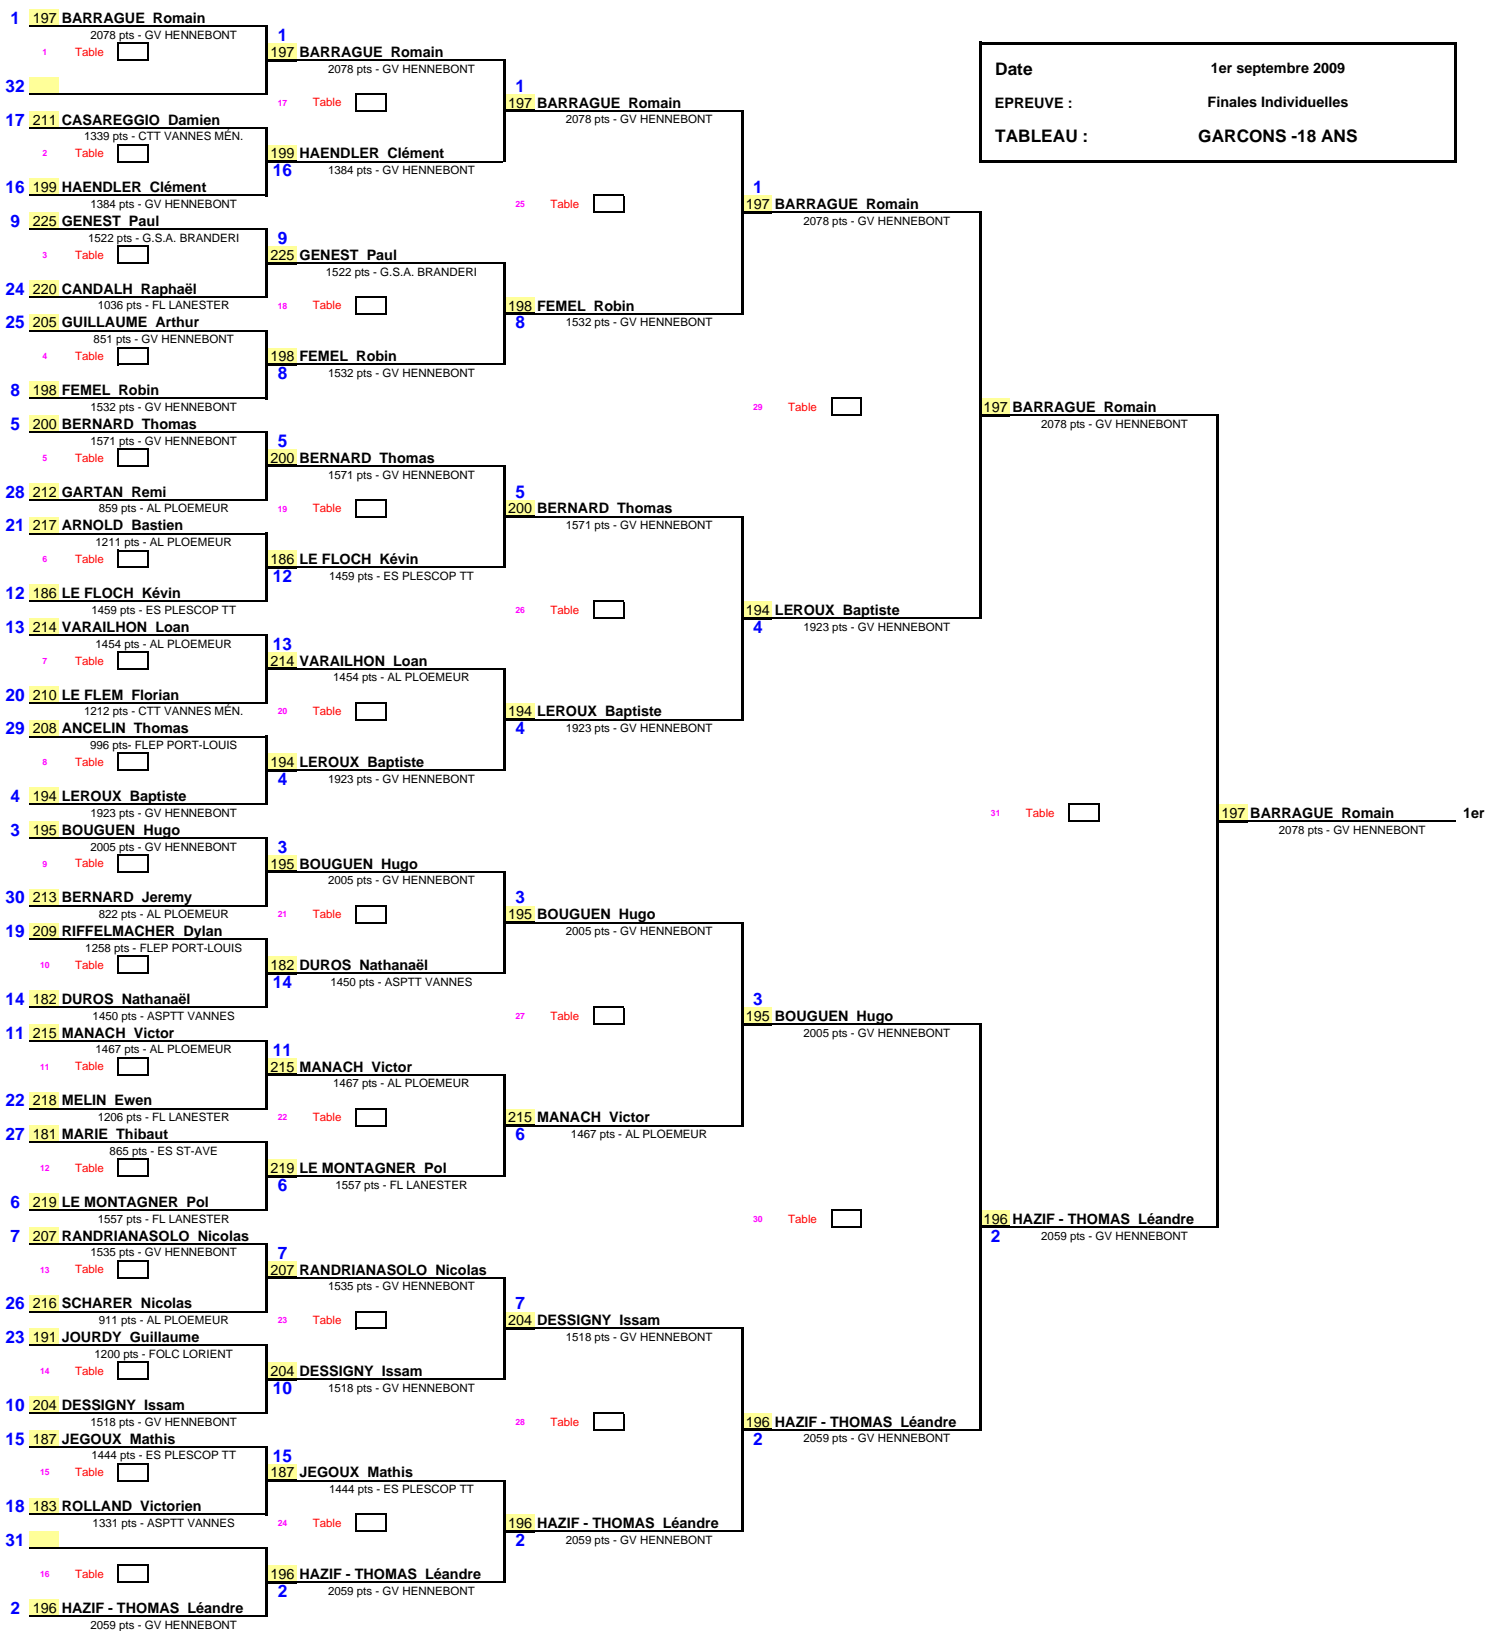 Date 1er septembre 2009
EPREUVE : Finales Individuelles
TABLEAU : GARCONS -18 ANS
1 197 BARRAGUE Romain
2078 pts - GV HENNEBONT
1 Table
32
17 211 CASAREGGIO Damien
1339 pts - CTT VANNES MÉN.
2 Table
16 199 HAENDLER Clément
1384 pts - GV HENNEBONT
9 225 GENEST Paul
1522 pts - G.S.A. BRANDERI
3 Table
24 220 CANDALH Raphaël
1036 pts - FL LANESTER
25 205 GUILLAUME Arthur
851 pts - GV HENNEBONT
4 Table
8 198 FEMEL Robin
1532 pts - GV HENNEBONT
5 200 BERNARD Thomas
1571 pts - GV HENNEBONT
5 Table
28 212 GARTAN Remi
859 pts - AL PLOEMEUR
21 217 ARNOLD Bastien
1211 pts - AL PLOEMEUR
6 Table
12 186 LE FLOCH Kévin
1459 pts - ES PLESCOP TT
13 214 VARAILHON Loan
1454 pts - AL PLOEMEUR
7 Table
20 210 LE FLEM Florian
1212 pts - CTT VANNES MÉN.
29 208 ANCELIN Thomas
996 pts- FLEP PORT-LOUIS
8 Table
4 194 LEROUX Baptiste
1923 pts - GV HENNEBONT
3 195 BOUGUEN Hugo
2005 pts - GV HENNEBONT
9 Table
30 213 BERNARD Jeremy
822 pts - AL PLOEMEUR
19 209 RIFFELMACHER Dylan
1258 pts - FLEP PORT-LOUIS
10 Table
14 182 DUROS Nathanaël
1450 pts - ASPTT VANNES
11 215 MANACH Victor
1467 pts - AL PLOEMEUR
11 Table
22 218 MELIN Ewen
1206 pts - FL LANESTER
27 181 MARIE Thibaut
865 pts - ES ST-AVE
12 Table
6 219 LE MONTAGNER Pol
1557 pts - FL LANESTER
7 207 RANDRIANASOLO Nicolas
1535 pts - GV HENNEBONT
13 Table
26 216 SCHARER Nicolas
911 pts - AL PLOEMEUR
23 191 JOURDY Guillaume
1200 pts - FOLC LORIENT
14 Table
10 204 DESSIGNY Issam
1518 pts - GV HENNEBONT
15 187 JEGOUX Mathis
1444 pts - ES PLESCOP TT
15 Table
18 183 ROLLAND Victorien
1331 pts - ASPTT VANNES
31
16 Table
2 196 HAZIF - THOMAS Léandre
2059 pts - GV HENNEBONT
1
197 BARRAGUE Romain
2078 pts - GV HENNEBONT
17 Table
199 HAENDLER Clément
16 1384 pts - GV HENNEBONT
9
225 GENEST Paul
1522 pts - G.S.A. BRANDERI
18 Table
198 FEMEL Robin
8 1532 pts - GV HENNEBONT
5
200 BERNARD Thomas
1571 pts - GV HENNEBONT
19 Table
186 LE FLOCH Kévin
12 1459 pts - ES PLESCOP TT
13
214 VARAILHON Loan
1454 pts - AL PLOEMEUR
20 Table
194 LEROUX Baptiste
4 1923 pts - GV HENNEBONT
3
195 BOUGUEN Hugo
2005 pts - GV HENNEBONT
21 Table
182 DUROS Nathanaël
14 1450 pts - ASPTT VANNES
11
215 MANACH Victor
1467 pts - AL PLOEMEUR
22 Table
219 LE MONTAGNER Pol
6 1557 pts - FL LANESTER
7
207 RANDRIANASOLO Nicolas
1535 pts - GV HENNEBONT
23 Table
204 DESSIGNY Issam
10 1518 pts - GV HENNEBONT
15
187 JEGOUX Mathis
1444 pts - ES PLESCOP TT
24 Table
196 HAZIF - THOMAS Léandre
2 2059 pts - GV HENNEBONT
1
197 BARRAGUE Romain
2078 pts - GV HENNEBONT
25 Table
198 FEMEL Robin
8 1532 pts - GV HENNEBONT
5
200 BERNARD Thomas
1571 pts - GV HENNEBONT
26 Table
194 LEROUX Baptiste
4 1923 pts - GV HENNEBONT
3
195 BOUGUEN Hugo
2005 pts - GV HENNEBONT
27 Table
215 MANACH Victor
6 1467 pts - AL PLOEMEUR
7
204 DESSIGNY Issam
1518 pts - GV HENNEBONT
28 Table
196 HAZIF - THOMAS Léandre
2 2059 pts - GV HENNEBONT
1
197 BARRAGUE Romain
2078 pts - GV HENNEBONT
29 Table
194 LEROUX Baptiste
4 1923 pts - GV HENNEBONT
3
195 BOUGUEN Hugo
2005 pts - GV HENNEBONT
30 Table
196 HAZIF - THOMAS Léandre
2 2059 pts - GV HENNEBONT
197 BARRAGUE Romain
2078 pts - GV HENNEBONT
31 Table
196 HAZIF - THOMAS Léandre
2 2059 pts - GV HENNEBONT
197 BARRAGUE Romain 1er
2078 pts - GV HENNEBONT